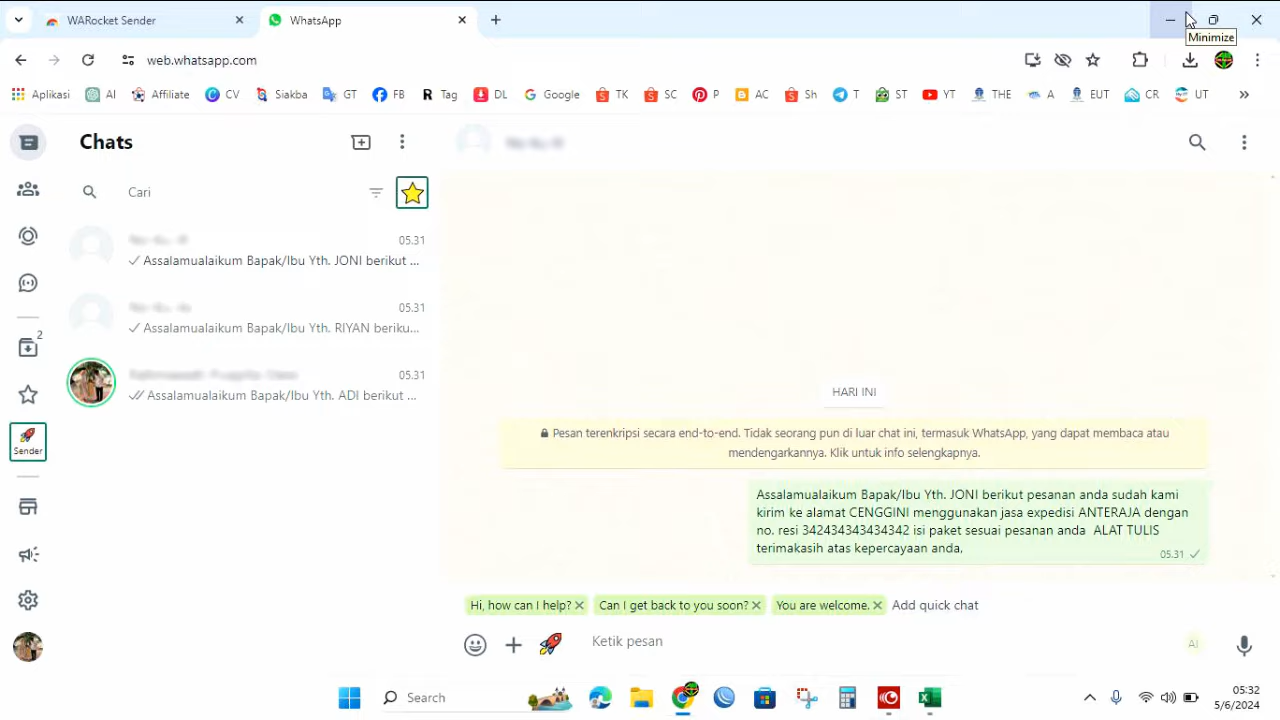 WARocket Sender
WhatsApp
Minimize
web.whatsapp.com
Aplikasi
AI
Affiliate
CV
Siakba
GT
FB
Tag
DL
Google
TK
SC
P
AC
Sh
T
ST
YT
THE
A
EUT
CR
UT
Chats
Cari
05.31
Assalamualaikum Bapak/Ibu Yth. JONI berikut ...
05.31
Assalamualaikum Bapak/Ibu Yth. RIYAN beriku...
05.31
Assalamualaikum Bapak/Ibu Yth. ADI berikut ...
2
Sender
HARI INI
Pesan terenkripsi secara end-to-end. Tidak seorang pun di luar chat ini, termasuk WhatsApp, yang dapat membaca atau
mendengarkannya. Klik untuk info selengkapnya.
Assalamualaikum Bapak/Ibu Yth. JONI berikut pesanan anda sudah kami
kirim ke alamat CENGGINI menggunakan jasa expedisi ANTERAJA dengan
no. resi 342434343434342 isi paket sesuai pesanan anda ALAT TULIS
terimakasih atas kepercayaan anda,
05.31
Hi, how can I help?
Can I get back to you soon?
You are welcome.
Add quick chat
Ketik pesan
AI
Search
05:32
5/6/2024